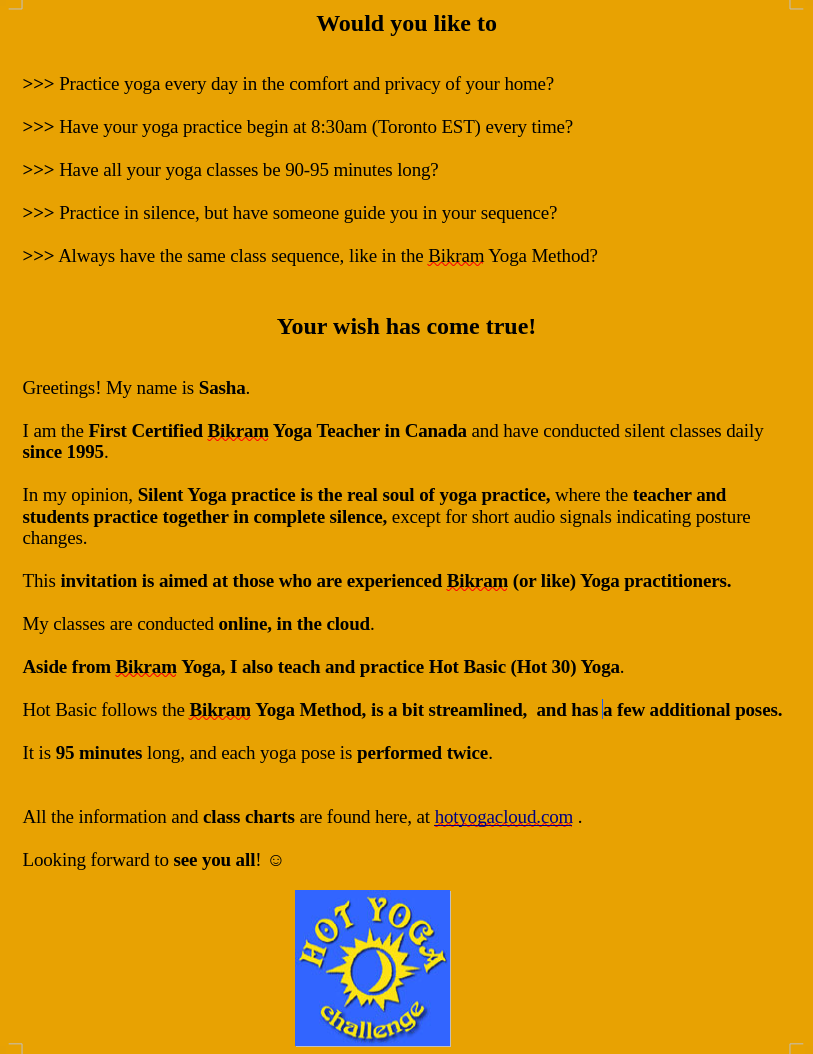 Would you like to
>>> Practice yoga every day in the comfort and privacy of your home?
>>> Have your yoga practice begin at 8:30am (Toronto EST) every time?
>>> Have all your yoga classes be 90-95 minutes long?
>>> Practice in silence, but have someone guide you in your sequence?
>>> Always have the same class sequence, like in the Bikram Yoga Method?
Your wish has come true!
Greetings! My name is Sasha.
I am the First Certified Bikram Yoga Teacher in Canada and have conducted silent classes daily
since 1995.
In my opinion, Silent Yoga practice is the real soul of yoga practice, where the teacher and
students practice together in complete silence, except for short audio signals indicating posture
changes.
This invitation is aimed at those who are experienced Bikram (or like) Yoga practitioners.
My classes are conducted online, in the cloud.
Aside from Bikram Yoga, I also teach and practice Hot Basic (Hot 30) Yoga.
Hot Basic follows the Bikram Yoga Method, is a bit streamlined,  and has a few additional poses.
It is 95 minutes long, and each yoga pose is performed twice.
All the information and class charts are found here, at hotyogacloud.com .
Looking forward to see you all! ☺
HOT YOGA
challenge